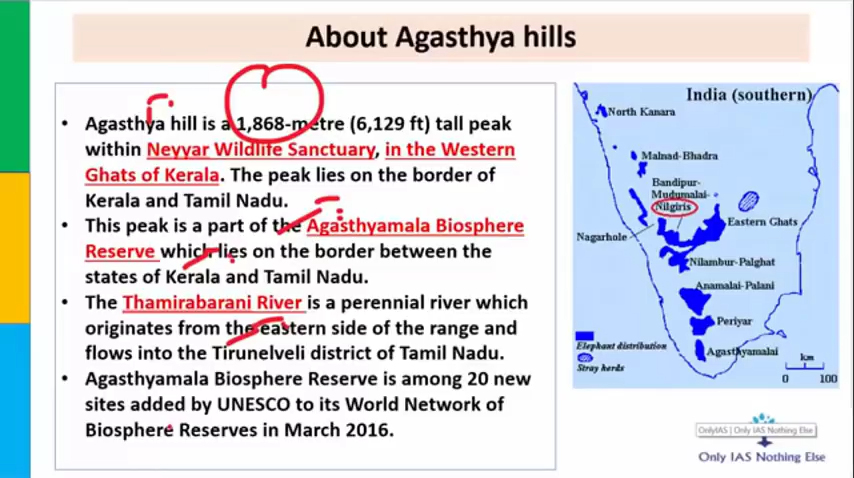 About Agasthya hills
• Agasthya hill is a 1,868-metre (6,129 ft) tall peak
within Neyyar Wildlife Sanctuary, in the Western
Ghats of Kerala. The peak lies on the border of
Kerala and Tamil Nadu.
• This peak is a part of the Agasthyamala Biosphere
Reserve which lies on the border between the
states of Kerala and Tamil Nadu.
• The Thamirabarani River is a perennial river which
originates from the eastern side of the range and
flows into the Tirunelveli district of Tamil Nadu.
• Agasthyamala Biosphere Reserve is among 20 new
sites added by UNESCO to its World Network of
Biosphere Reserves in March 2016.
India (southern)
North Kanara
Malnad-Bhadra
Bandipur-
Mudumalai-
Nilgiris
Eastern Ghats
Nagarhole
Nilambur-Palghat
Anamalai-Palani
Periyar
Elephant distribution
Agasthyamalai
Stray herds
km
0 100
OnlyIAS | Only IAS Nothing Else
Only IAS Nothing Else